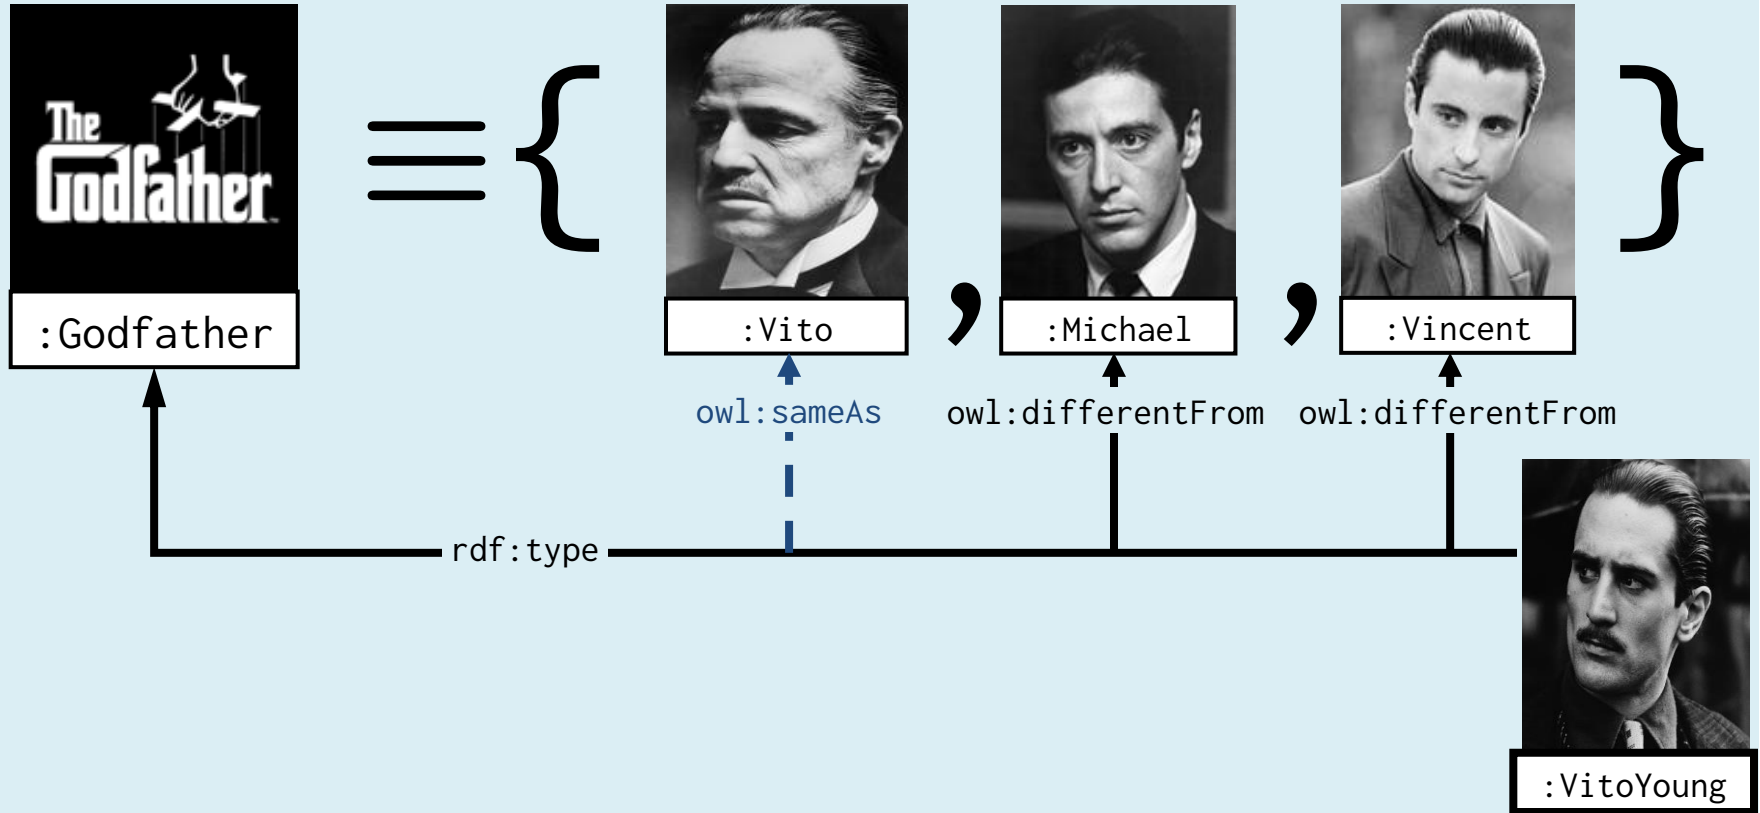 The
Godfather
≡ { , , }
:Godfather
:Vito
:Michael
:Vincent
owl:sameAs
owl:differentFrom
owl:differentFrom
rdf:type
:VitoYoung